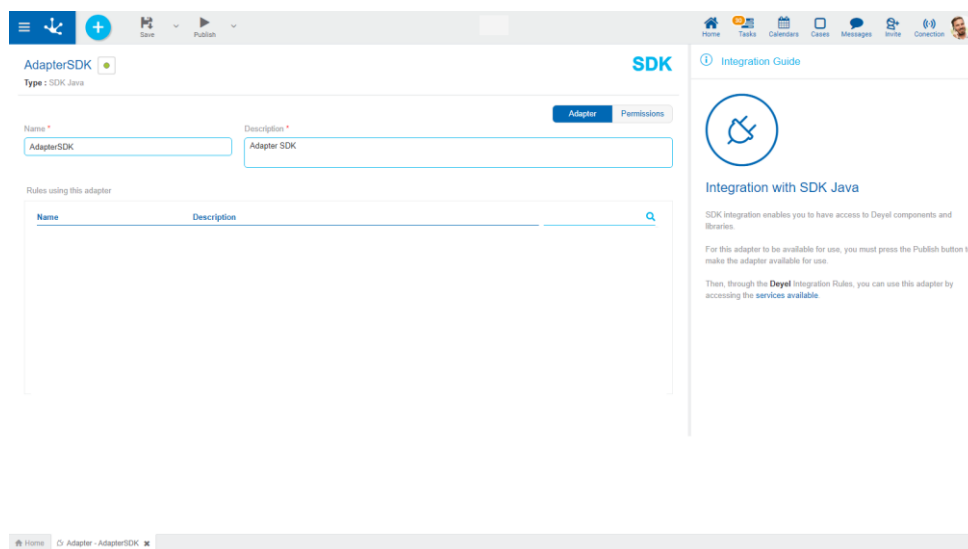 Save
Publish
Home
Tasks
Calendars
Cases
Messages
Invite
Conection
AdapterSDK
SDK
Type : SDK Java
Integration Guide
Adapter
Permissions
Name *
Description *
AdapterSDK
Adapter SDK
Rules using this adapter
Name
Description
Integration with SDK Java
SDK integration enables you to have access to Deyel components and
libraries.
For this adapter to be available for use, you must press the Publish button
make the adapter available for use.
Then, through the Deyel Integration Rules, you can use this adapter by
accessing the services available.
Home
Adapter - AdapterSDK